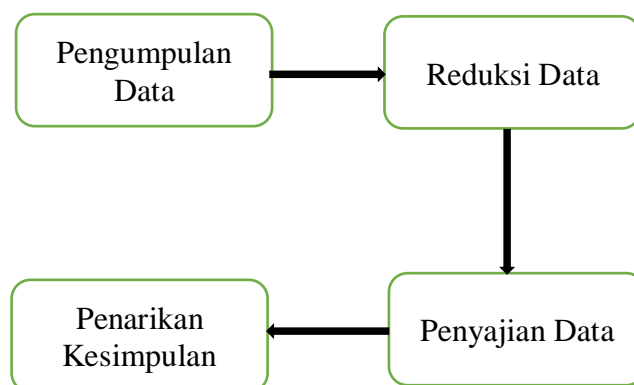 Pengumpulan
Data
Reduksi Data
Penyajian Data
Penarikan
Kesimpulan